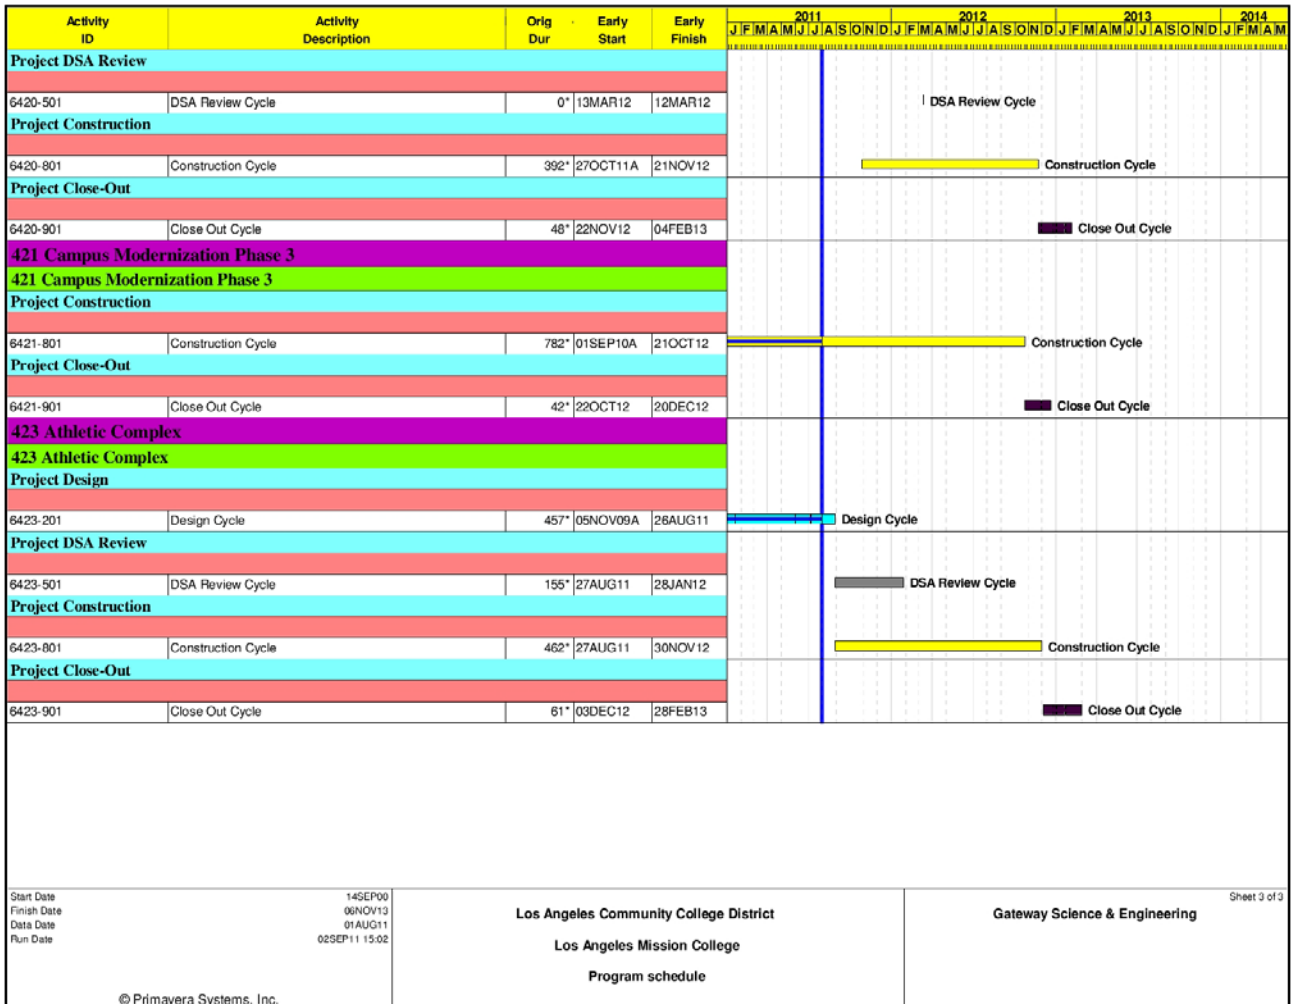 Activity ID Activity Description Orig Dur Early Start Early Finish 2011 2012 2013 2014
J F M A M J J A S O N D J F M A M J J A S O N D J F M A M J J A S O N D J F M A M
Project DSA Review
6420-501 DSA Review Cycle 0* 13MAR12 12MAR12 DSA Review Cycle
Project Construction
6420-801 Construction Cycle 392* 27OCT11A 21NOV12 Construction Cycle
Project Close-Out
6420-901 Close Out Cycle 48* 22NOV12 04FEB13 Close Out Cycle
421 Campus Modernization Phase 3
421 Campus Modernization Phase 3
Project Construction
6421-801 Construction Cycle 782* 01SEP10A 21OCT12 Construction Cycle
Project Close-Out
6421-901 Close Out Cycle 42* 22OCT12 20DEC12 Close Out Cycle
423 Athletic Complex
423 Athletic Complex
Project Design
6423-201 Design Cycle 457* 05NOV09A 26AUG11 Design Cycle
Project DSA Review
6423-501 DSA Review Cycle 155* 27AUG11 28JAN12 DSA Review Cycle
Project Construction
6423-801 Construction Cycle 462* 27AUG11 30NOV12 Construction Cycle
Project Close-Out
6423-901 Close Out Cycle 61* 03DEC12 28FEB13 Close Out Cycle
Start Date 14SEP00
Finish Date 06NOV13
Data Date 01AUG11
Run Date 02SEP11 15:02
© Primavera Systems, Inc.
Los Angeles Community College District
Los Angeles Mission College
Program schedule
Sheet 3 of 3
Gateway Science & Engineering